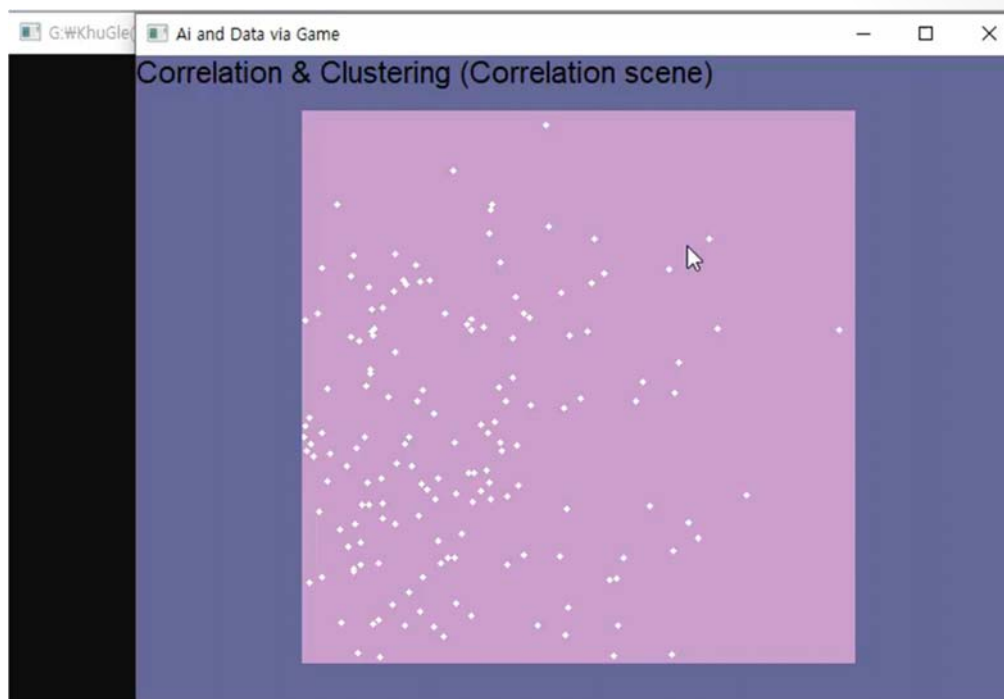 G:₩KhuGle(
Ai and Data via Game
Correlation & Clustering (Correlation scene)